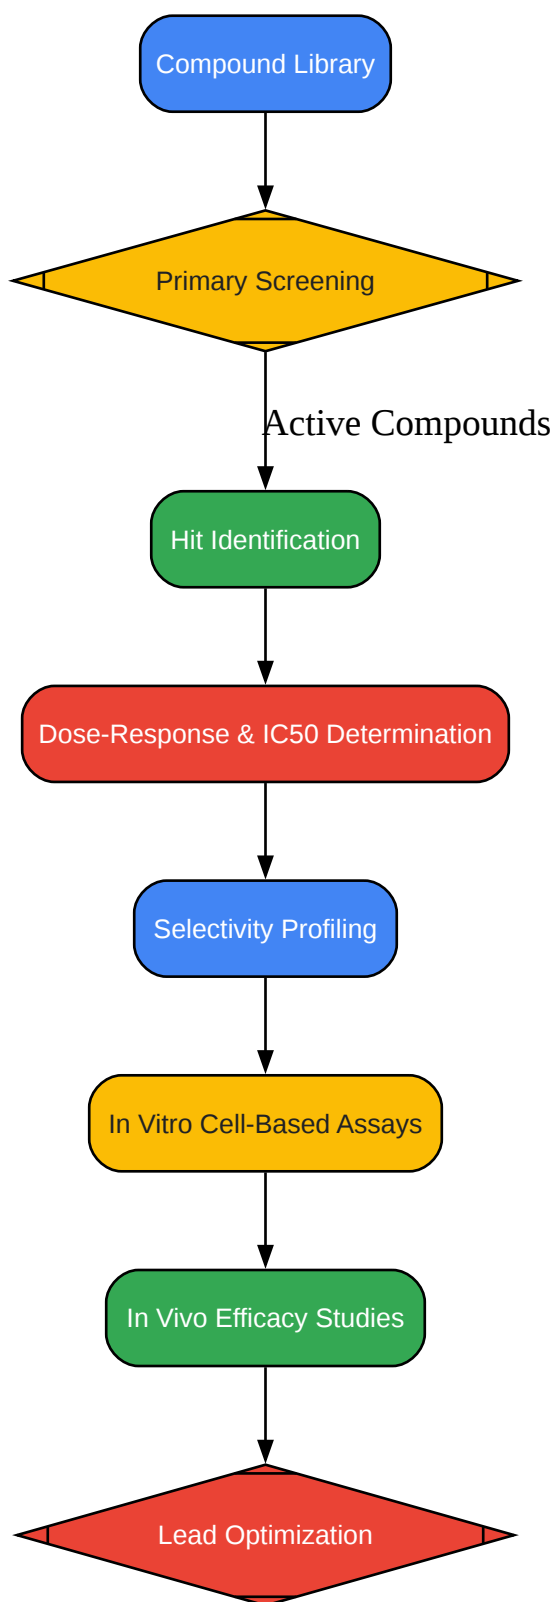 Compound Library
Primary Screening
Active Compounds
Hit Identification
Dose-Response & IC50 Determination
Selectivity Profiling
In Vitro Cell-Based Assays
In Vivo Efficacy Studies
Lead Optimization